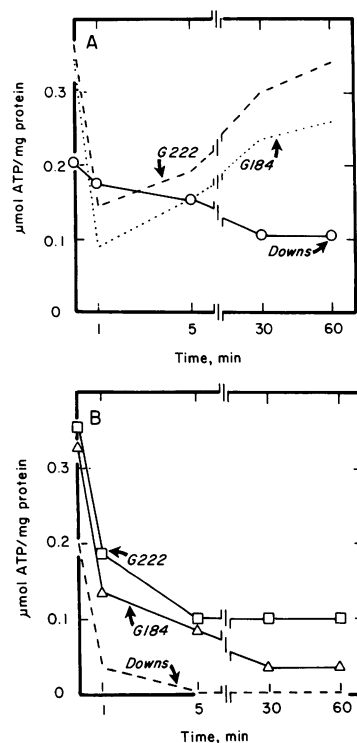 A
µmol ATP/mg protein
0.3
0.2
0.1
0
G222
G184
Downs
1 5 30 60
Time, min
B
µmol ATP/mg protein
0.3
0.2
0.1
0
G222
G184
Downs
1 5 30 60
Time, min